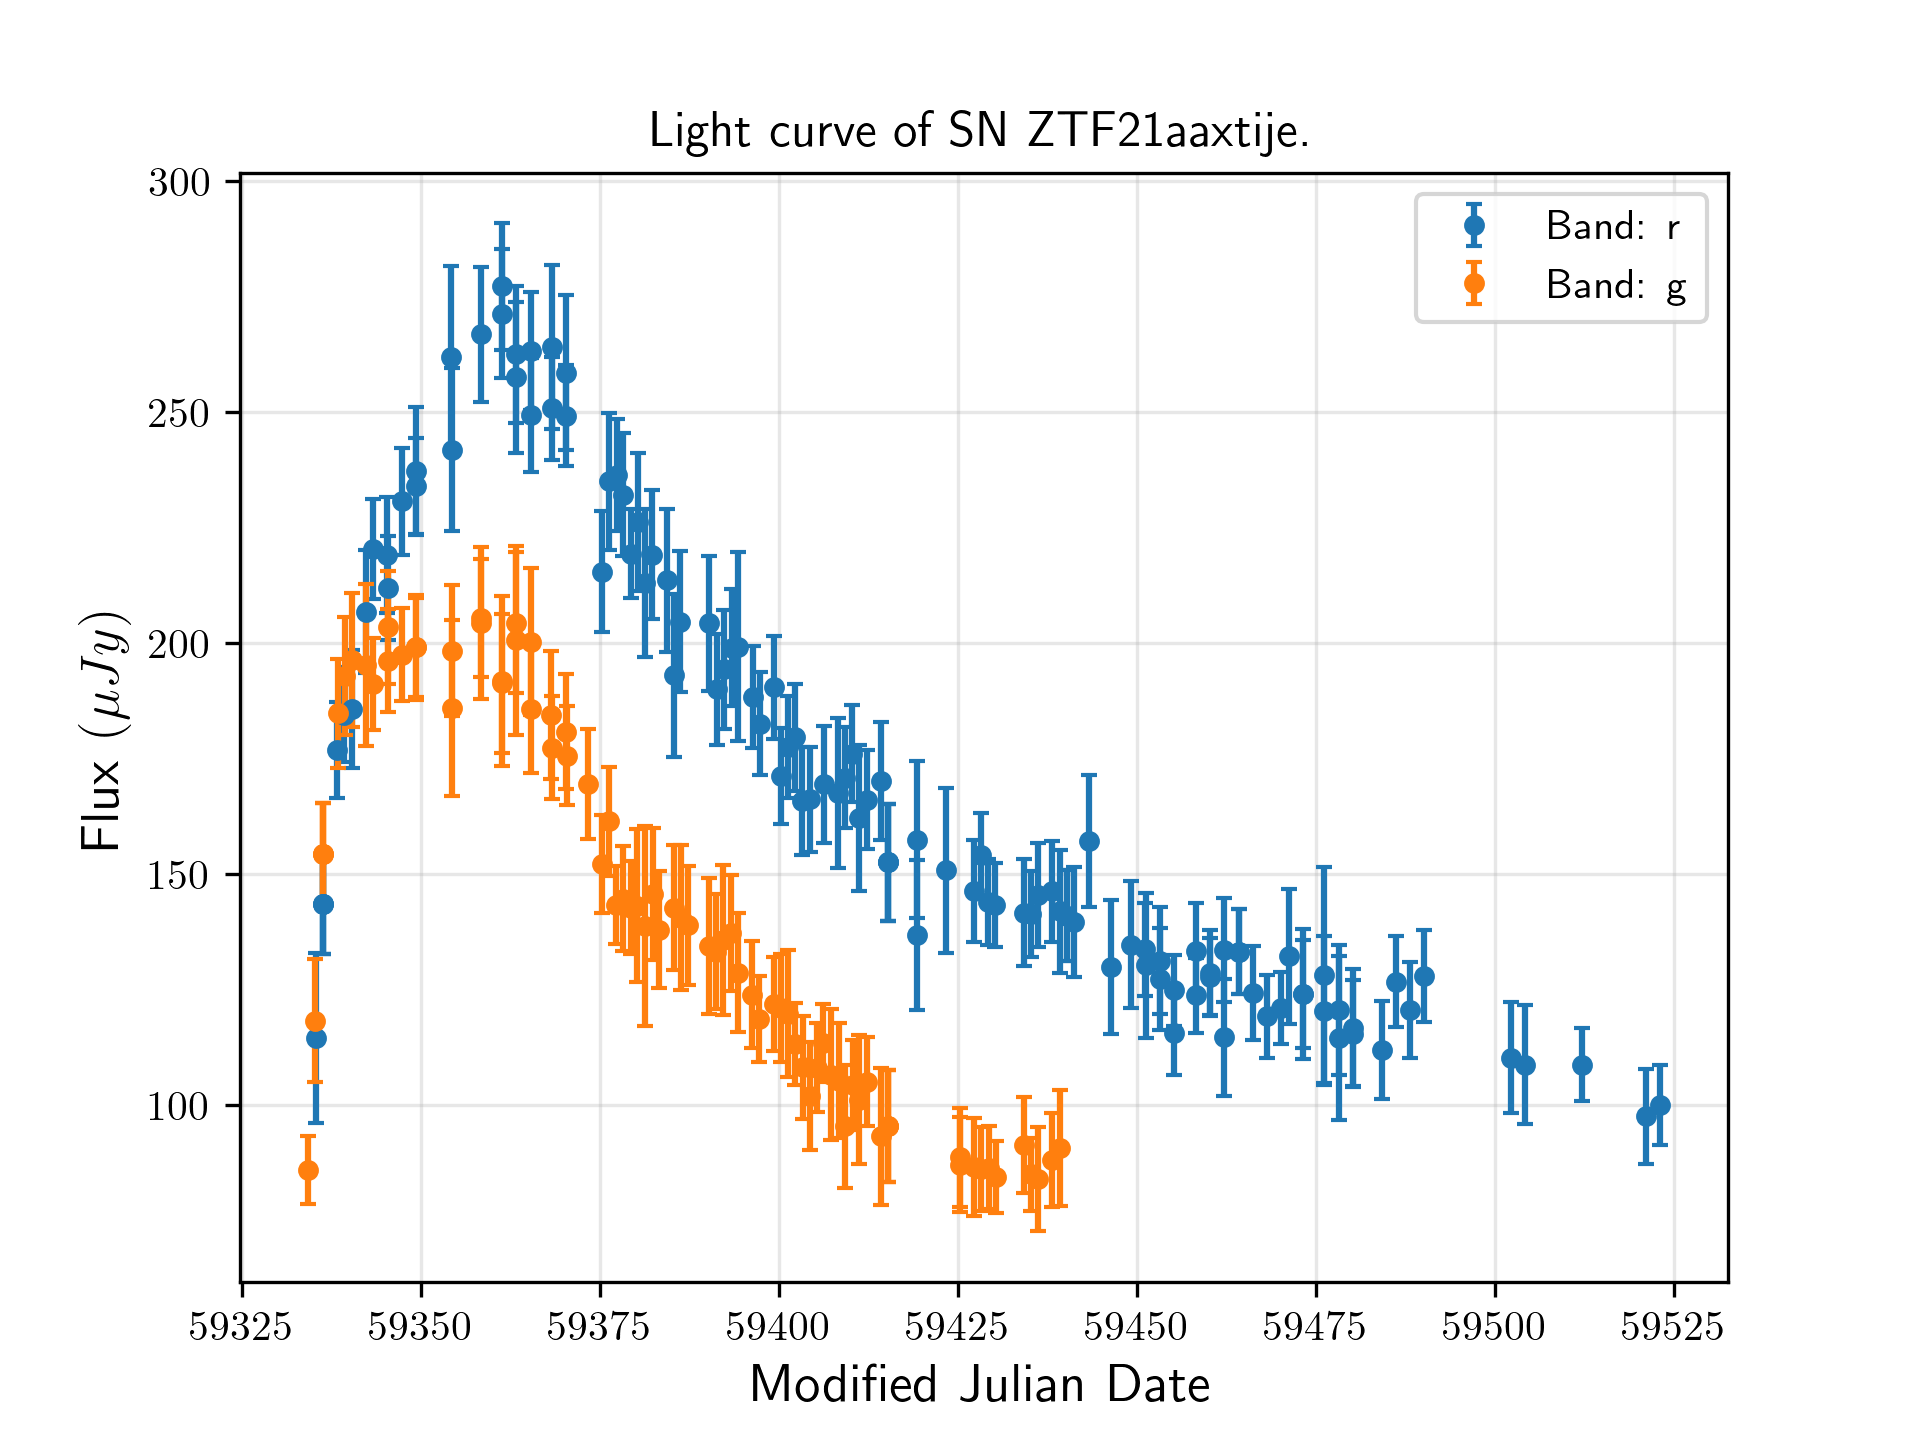 Light curve of SN ZTF21aaxtije.
300
250
200
150
100
Flux (μJy)
Band: r
Band: g
59325 59350 59375 59400 59425 59450 59475 59500 59525
Modified Julian Date